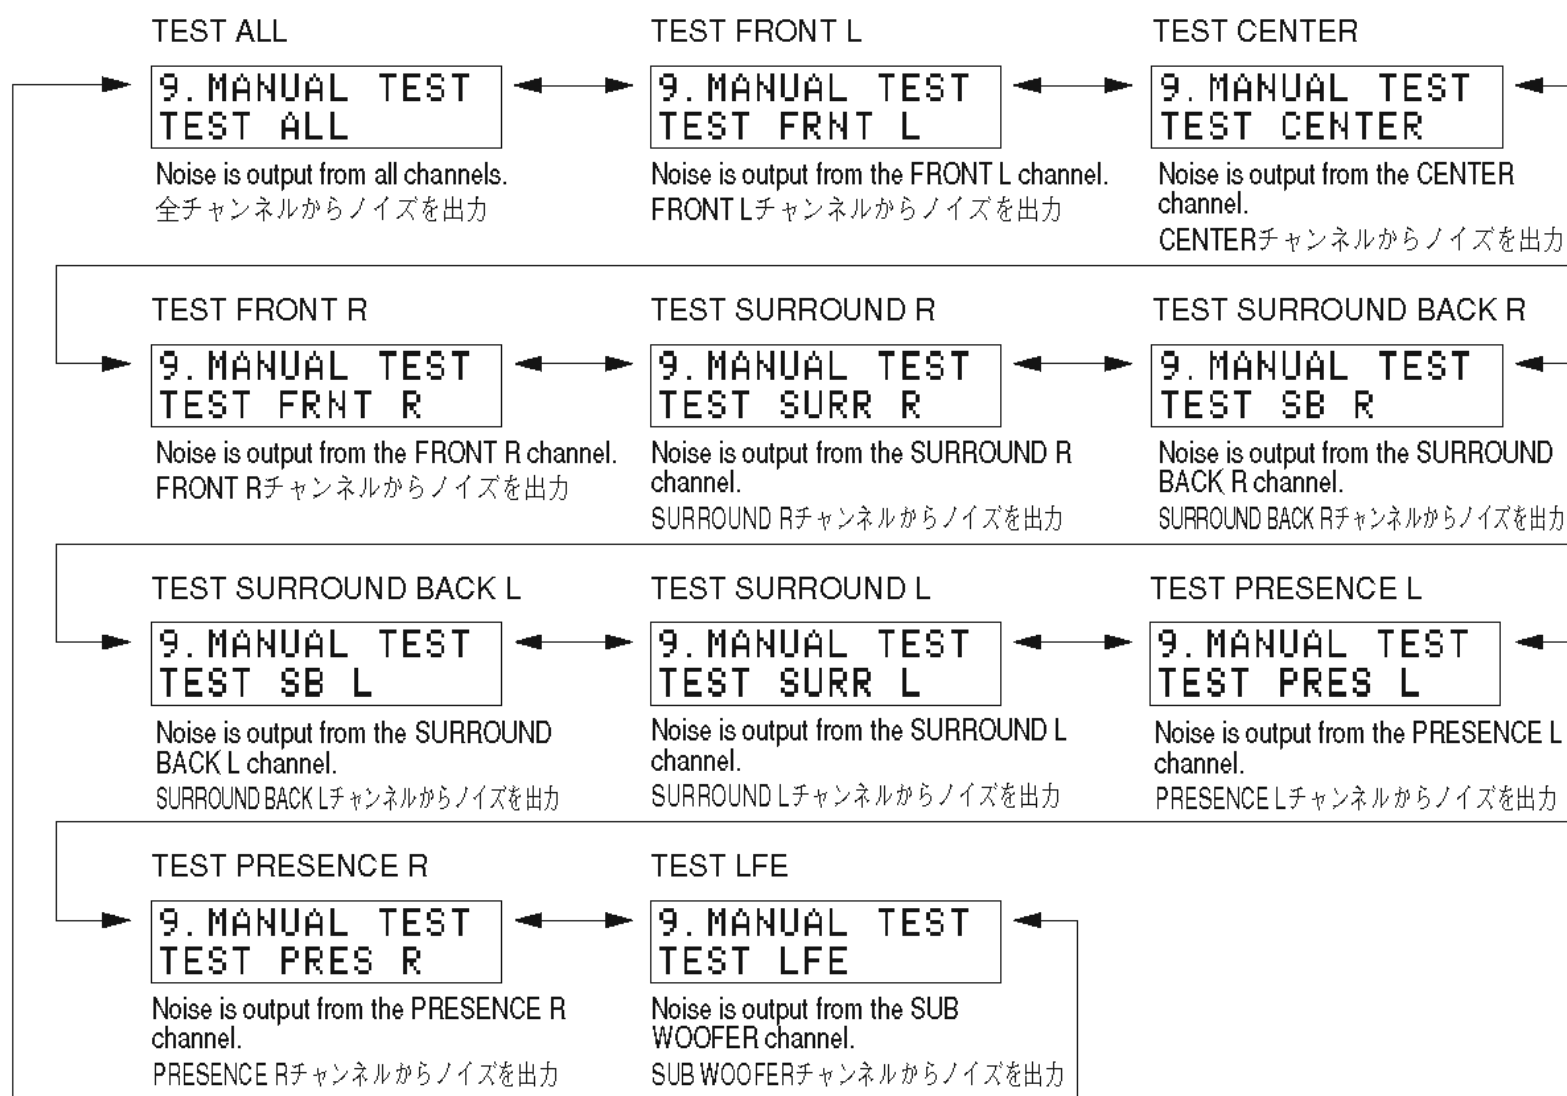 TEST ALL
9.MANUAL TEST
TEST ALL
Noise is output from all channels.
全チャンネルからノイズを出力
TEST FRONT L
9.MANUAL TEST
TEST FRNT L
Noise is output from the FRONT L channel.
FRONT Lチャンネルからノイズを出力
TEST CENTER
9.MANUAL TEST
TEST CENTER
Noise is output from the CENTER
channel.
CENTERチャンネルからノイズを出力
TEST FRONT R
9.MANUAL TEST
TEST FRNT R
Noise is output from the FRONT R channel.
FRONT Rチャンネルからノイズを出力
TEST SURROUND R
9.MANUAL TEST
TEST SURR R
Noise is output from the SURROUND R
channel.
SURROUND Rチャンネルからノイズを出力
TEST SURROUND BACK R
9.MANUAL TEST
TEST SB R
Noise is output from the SURROUND
BACK R channel.
SURROUND BACK Rチャンネルからノイズを出力
TEST SURROUND BACK L
9.MANUAL TEST
TEST SB L
Noise is output from the SURROUND
BACK L channel.
SURROUND BACK Lチャンネルからノイズを出力
TEST SURROUND L
9.MANUAL TEST
TEST SURR L
Noise is output from the SURROUND L
channel.
SURROUND Lチャンネルからノイズを出力
TEST PRESENCE L
9.MANUAL TEST
TEST PRES L
Noise is output from the PRESENCE L
channel.
PRESENCE Lチャンネルからノイズを出力
TEST PRESENCE R
9.MANUAL TEST
TEST PRES R
Noise is output from the PRESENCE R
channel.
PRESENCE Rチャンネルからノイズを出力
TEST LFE
9.MANUAL TEST
TEST LFE
Noise is output from the SUB
WOOFER channel.
SUB WOOFERチャンネルからノイズを出力